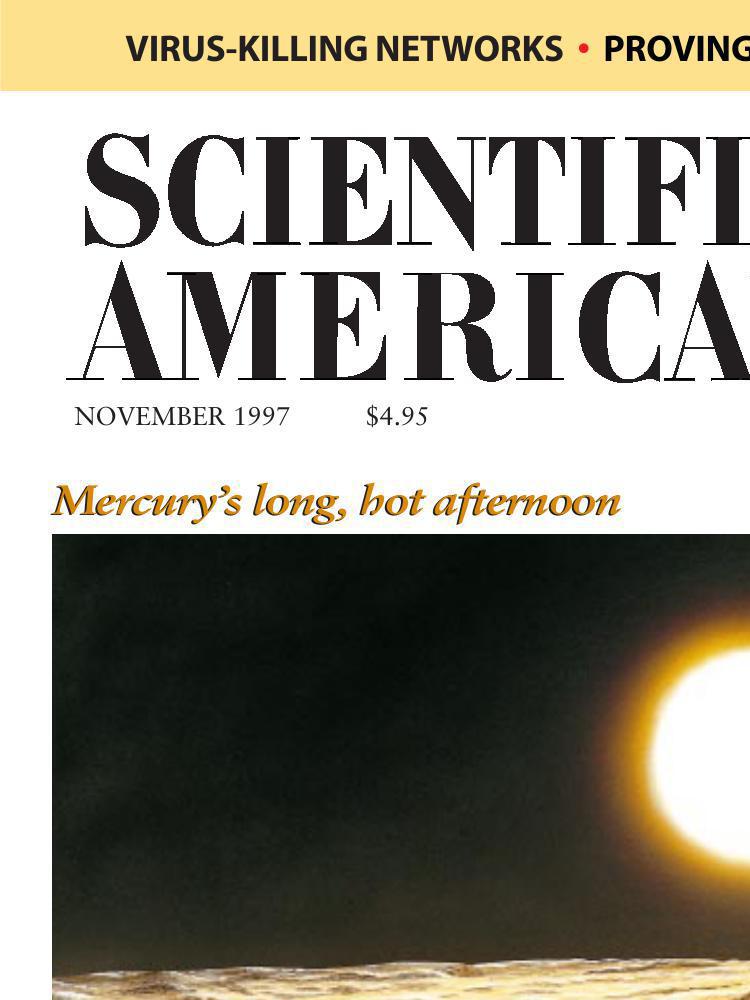 VIRUS-KILLING NETWORKS • PROVING
SCIENTIFI
AMERICA
NOVEMBER 1997 $4.95
Mercury’s long, hot afternoon